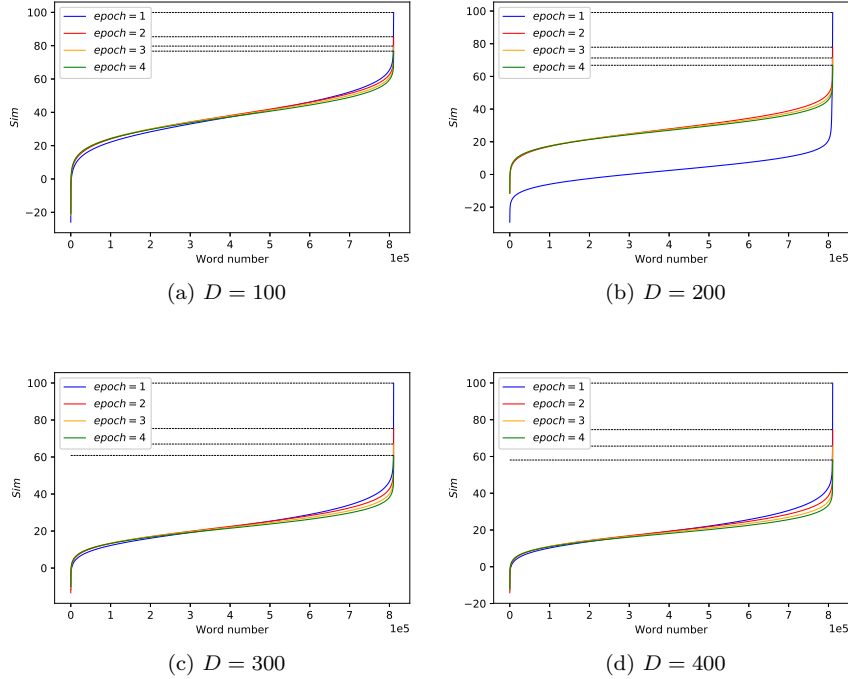 100
80
60
40
20
0
−20
Sim
epoch = 1
epoch = 2
epoch = 3
epoch = 4
0 1 2 3 4 5 6 7 8
Word number
1e5
(a) D = 100
100
80
60
40
20
0
−20
Sim
epoch = 1
epoch = 2
epoch = 3
epoch = 4
0 1 2 3 4 5 6 7 8
Word number
1e5
(b) D = 200
100
80
60
40
20
0
Sim
epoch = 1
epoch = 2
epoch = 3
epoch = 4
0 1 2 3 4 5 6 7 8
Word number
1e5
(c) D = 300
100
80
60
40
20
0
−20
Sim
epoch = 1
epoch = 2
epoch = 3
epoch = 4
0 1 2 3 4 5 6 7 8
Word number
1e5
(d) D = 400